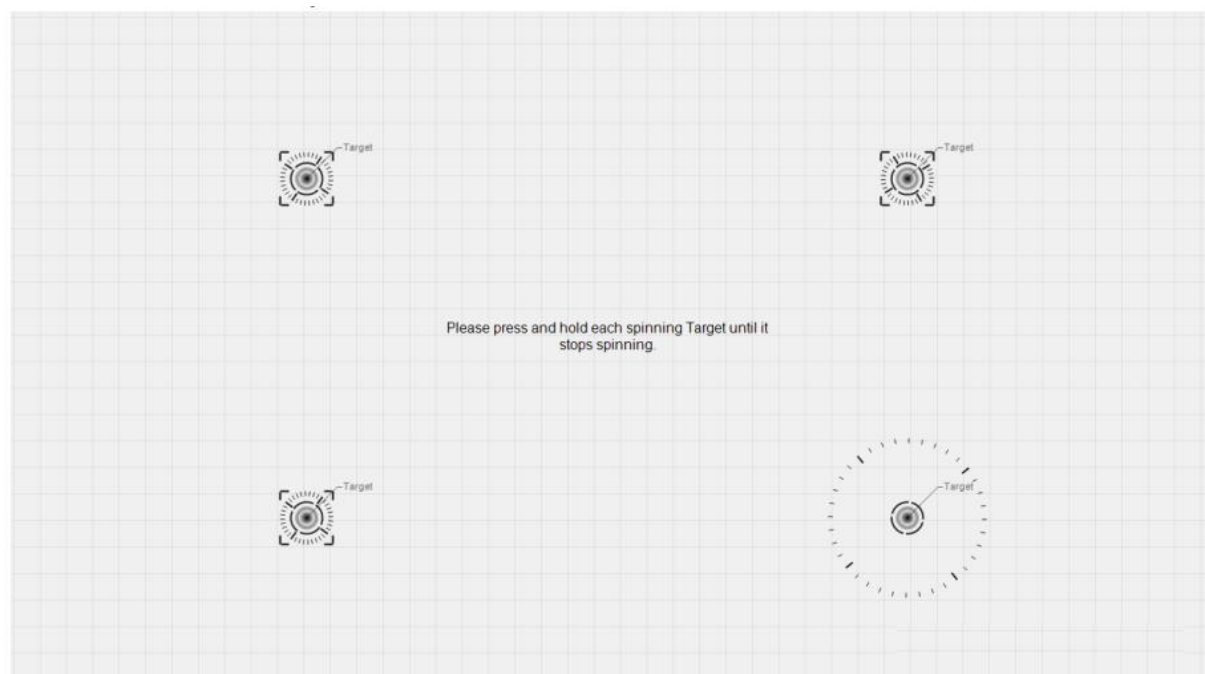 Target
Target
Please press and hold each spinning Target until it
stops spinning.
Target
Target